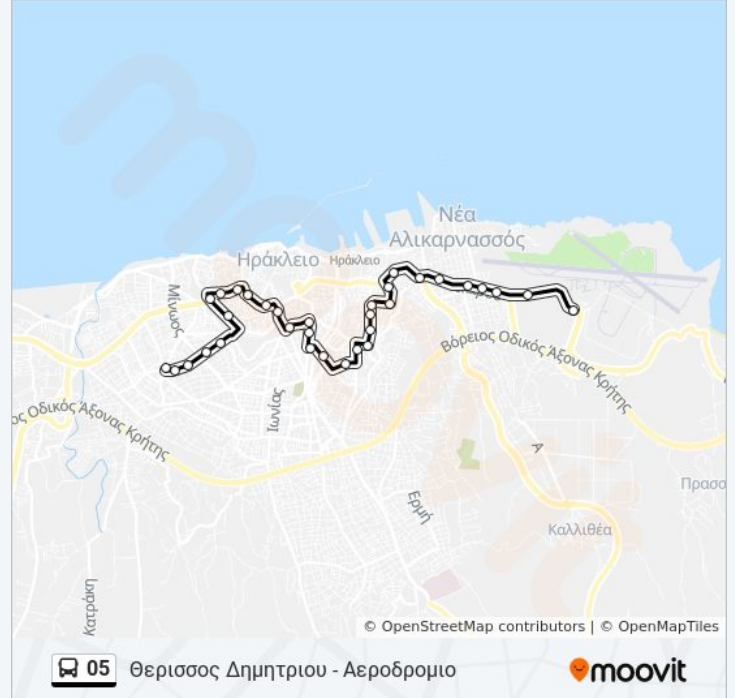 Νέα
Αλικαρνασσός
Ηράκλειο
Ηράκλειο
Μίνωος
Βόρειος Οδικός Άξονας Κρήτης
Ιωνίας
ος Οδικός Άξονας Κρήτης
Α
Πρασσο
Ερμή
Καλλιθέα
Κατράκη
© OpenStreetMap contributors | © OpenMapTiles
05 Θερισσος Δημητριου - Αεροδρομιο
moovit